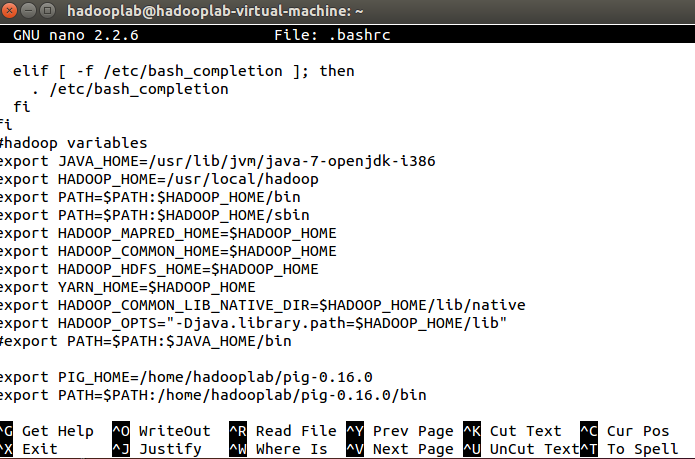 hadooplab@hadooplab-virtual-machine: ~
GNU nano 2.2.6 File: .bashrc
elif [ -f /etc/bash_completion ]; then
. /etc/bash_completion
fi
fi
#hadoop variables
export JAVA_HOME=/usr/lib/jvm/java-7-openjdk-i386
export HADOOP_HOME=/usr/local/hadoop
export PATH=$PATH:$HADOOP_HOME/bin
export PATH=$PATH:$HADOOP_HOME/sbin
export HADOOP_MAPRED_HOME=$HADOOP_HOME
export HADOOP_COMMON_HOME=$HADOOP_HOME
export HADOOP_HDFS_HOME=$HADOOP_HOME
export YARN_HOME=$HADOOP_HOME
export HADOOP_COMMON_LIB_NATIVE_DIR=$HADOOP_HOME/lib/native
export HADOOP_OPTS="-Djava.library.path=$HADOOP_HOME/lib"
#export PATH=$PATH:$JAVA_HOME/bin
export PIG_HOME=/home/hadooplab/pig-0.16.0
export PATH=$PATH:/home/hadooplab/pig-0.16.0/bin
^G Get Help ^O WriteOut ^R Read File ^Y Prev Page ^K Cut Text ^C Cur Pos
^X Exit ^J Justify ^W Where Is ^V Next Page ^U UnCut Text ^T To Spell